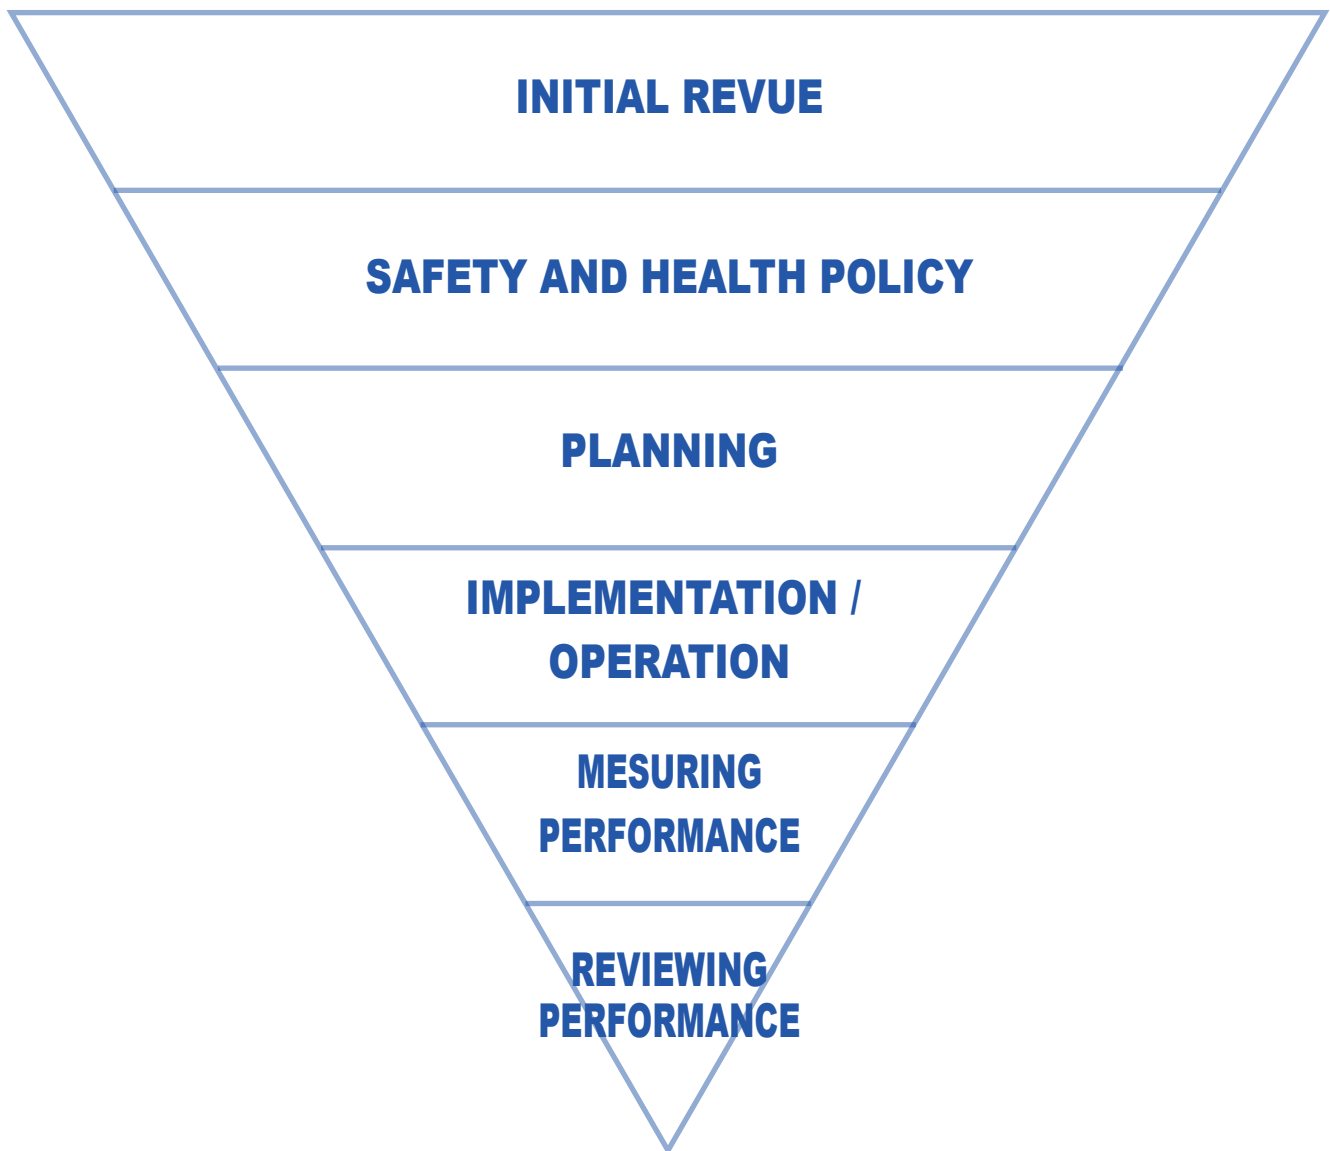 INITIAL REVUE
SAFETY AND HEALTH POLICY
PLANNING
IMPLEMENTATION /
OPERATION
MESURING
PERFORMANCE
REVIEWING
PERFORMANCE